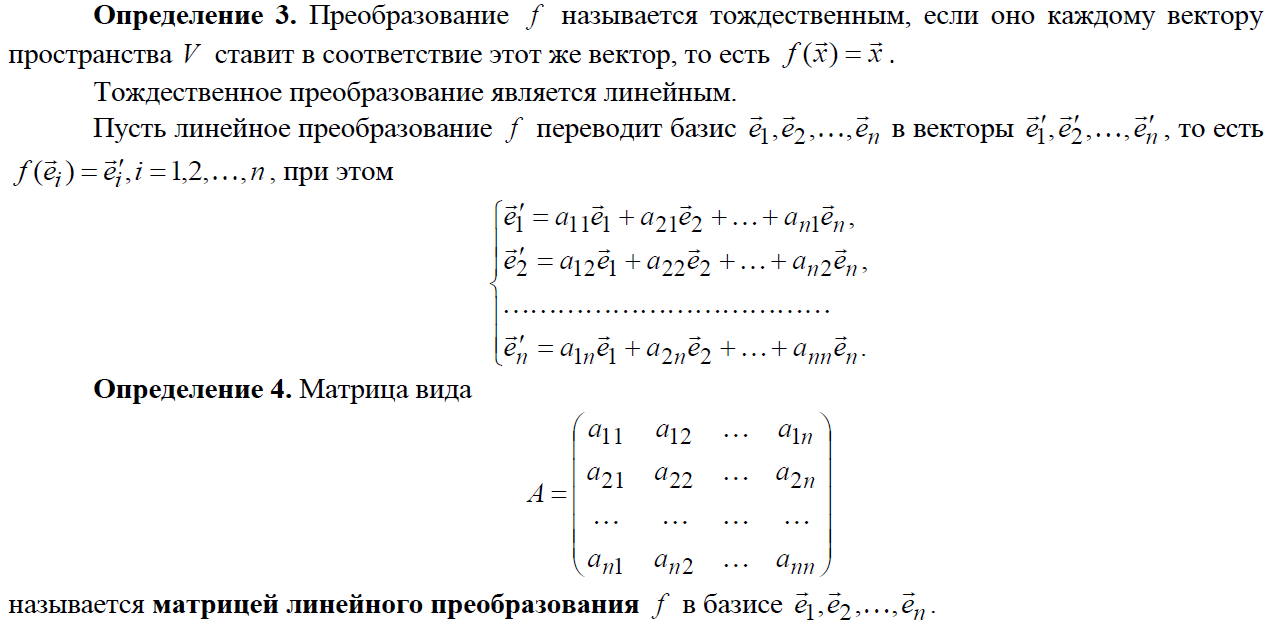 Определение 3. Преобразование f называется тождественным, если оно каждому вектору
пространства V ставит в соответствие этот же вектор, то есть f(x⃗) = x⃗ .
Тождественное преобразование является линейным.
Пусть линейное преобразование f переводит базис e⃗₁, e⃗₂, …, e⃗ₙ в векторы e⃗₁′, e⃗₂′, …, e⃗ₙ′, то есть
f(e⃗ᵢ) = e⃗ᵢ′, i = 1,2,…,n, при этом
{ e⃗₁′ = a₁₁e⃗₁ + a₂₁e⃗₂ + … + aₙ₁e⃗ₙ,
e⃗₂′ = a₁₂e⃗₁ + a₂₂e⃗₂ + … + aₙ₂e⃗ₙ,
………………………………
e⃗ₙ′ = a₁ₙe⃗₁ + a₂ₙe⃗₂ + … + aₙₙe⃗ₙ.
Определение 4. Матрица вида
A = ( a₁₁ a₁₂ … a₁ₙ
a₂₁ a₂₂ … a₂ₙ
… … … …
aₙ₁ aₙ₂ … aₙₙ )
называется матрицей линейного преобразования f в базисе e⃗₁, e⃗₂, …, e⃗ₙ.